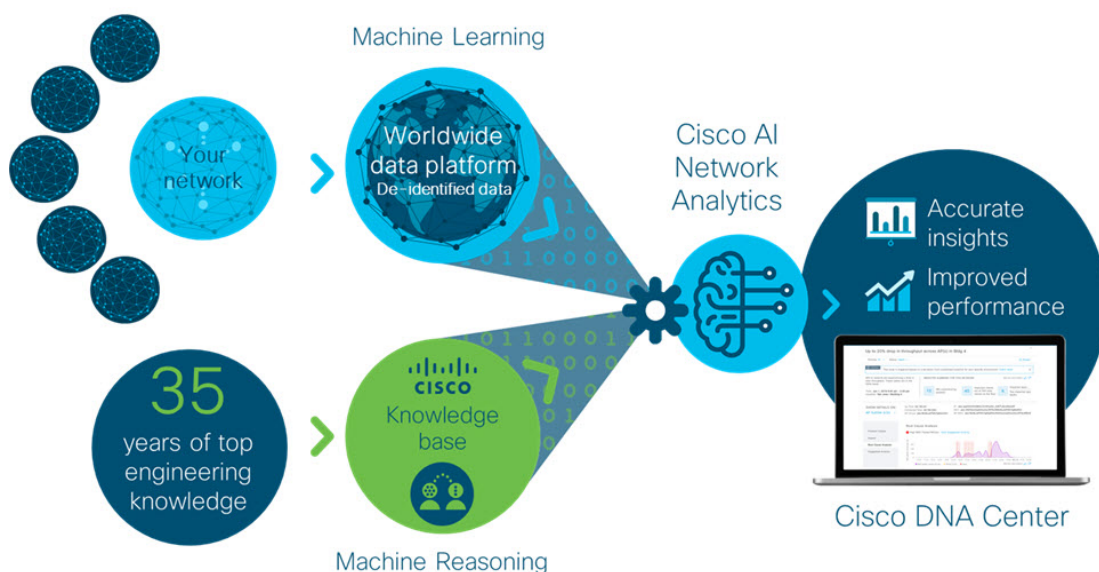 Machine Learning
Your
network
Worldwide
data platform
De-identified data
Cisco AI
Network
Analytics
Accurate
insights
Improved
performance
35
years of top
engineering
knowledge
CISCO
Knowledge
base
Machine Reasoning
Cisco DNA Center